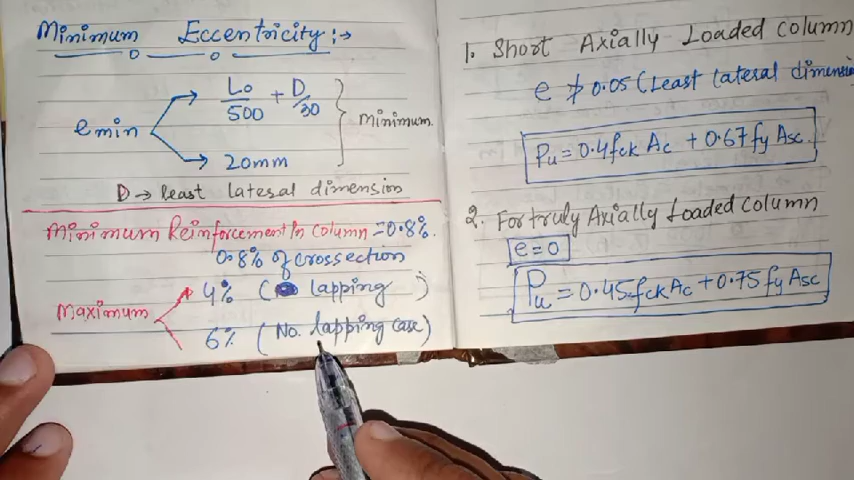 Minimum Eccentricity :→
emin
Lo/500 + D/30
20mm
Minimum.
D → least lateral dimension
Minimum Reinforcement In column = 0.8%.
0.8% of crossection
Maximum
4% ( lapping )
6% (No. lapping case)
1. Short Axially Loaded column
e ≯ 0.05 (Least lateral dimension
Pu = 0.4fck Ac + 0.67fy Asc.
2. For truly Axially Loaded column
e = 0
Pu = 0.45fck Ac + 0.75 fy Asc